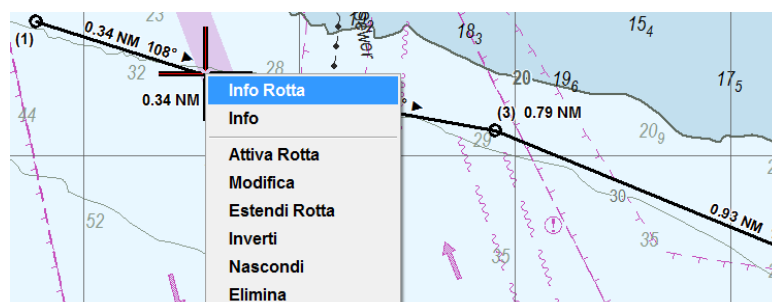 23
Sewer
18₃
15₄
(1)
0.34 NM 108°
32
28
20
19₆
17₅
0.34 NM
Info Rotta
Info
(3) 0.79 NM
44
29
20₉
Attiva Rotta
Modifica
30
Estendi Rotta
52
0.93 NM
Inverti
35
35
Nascondi
Elimina